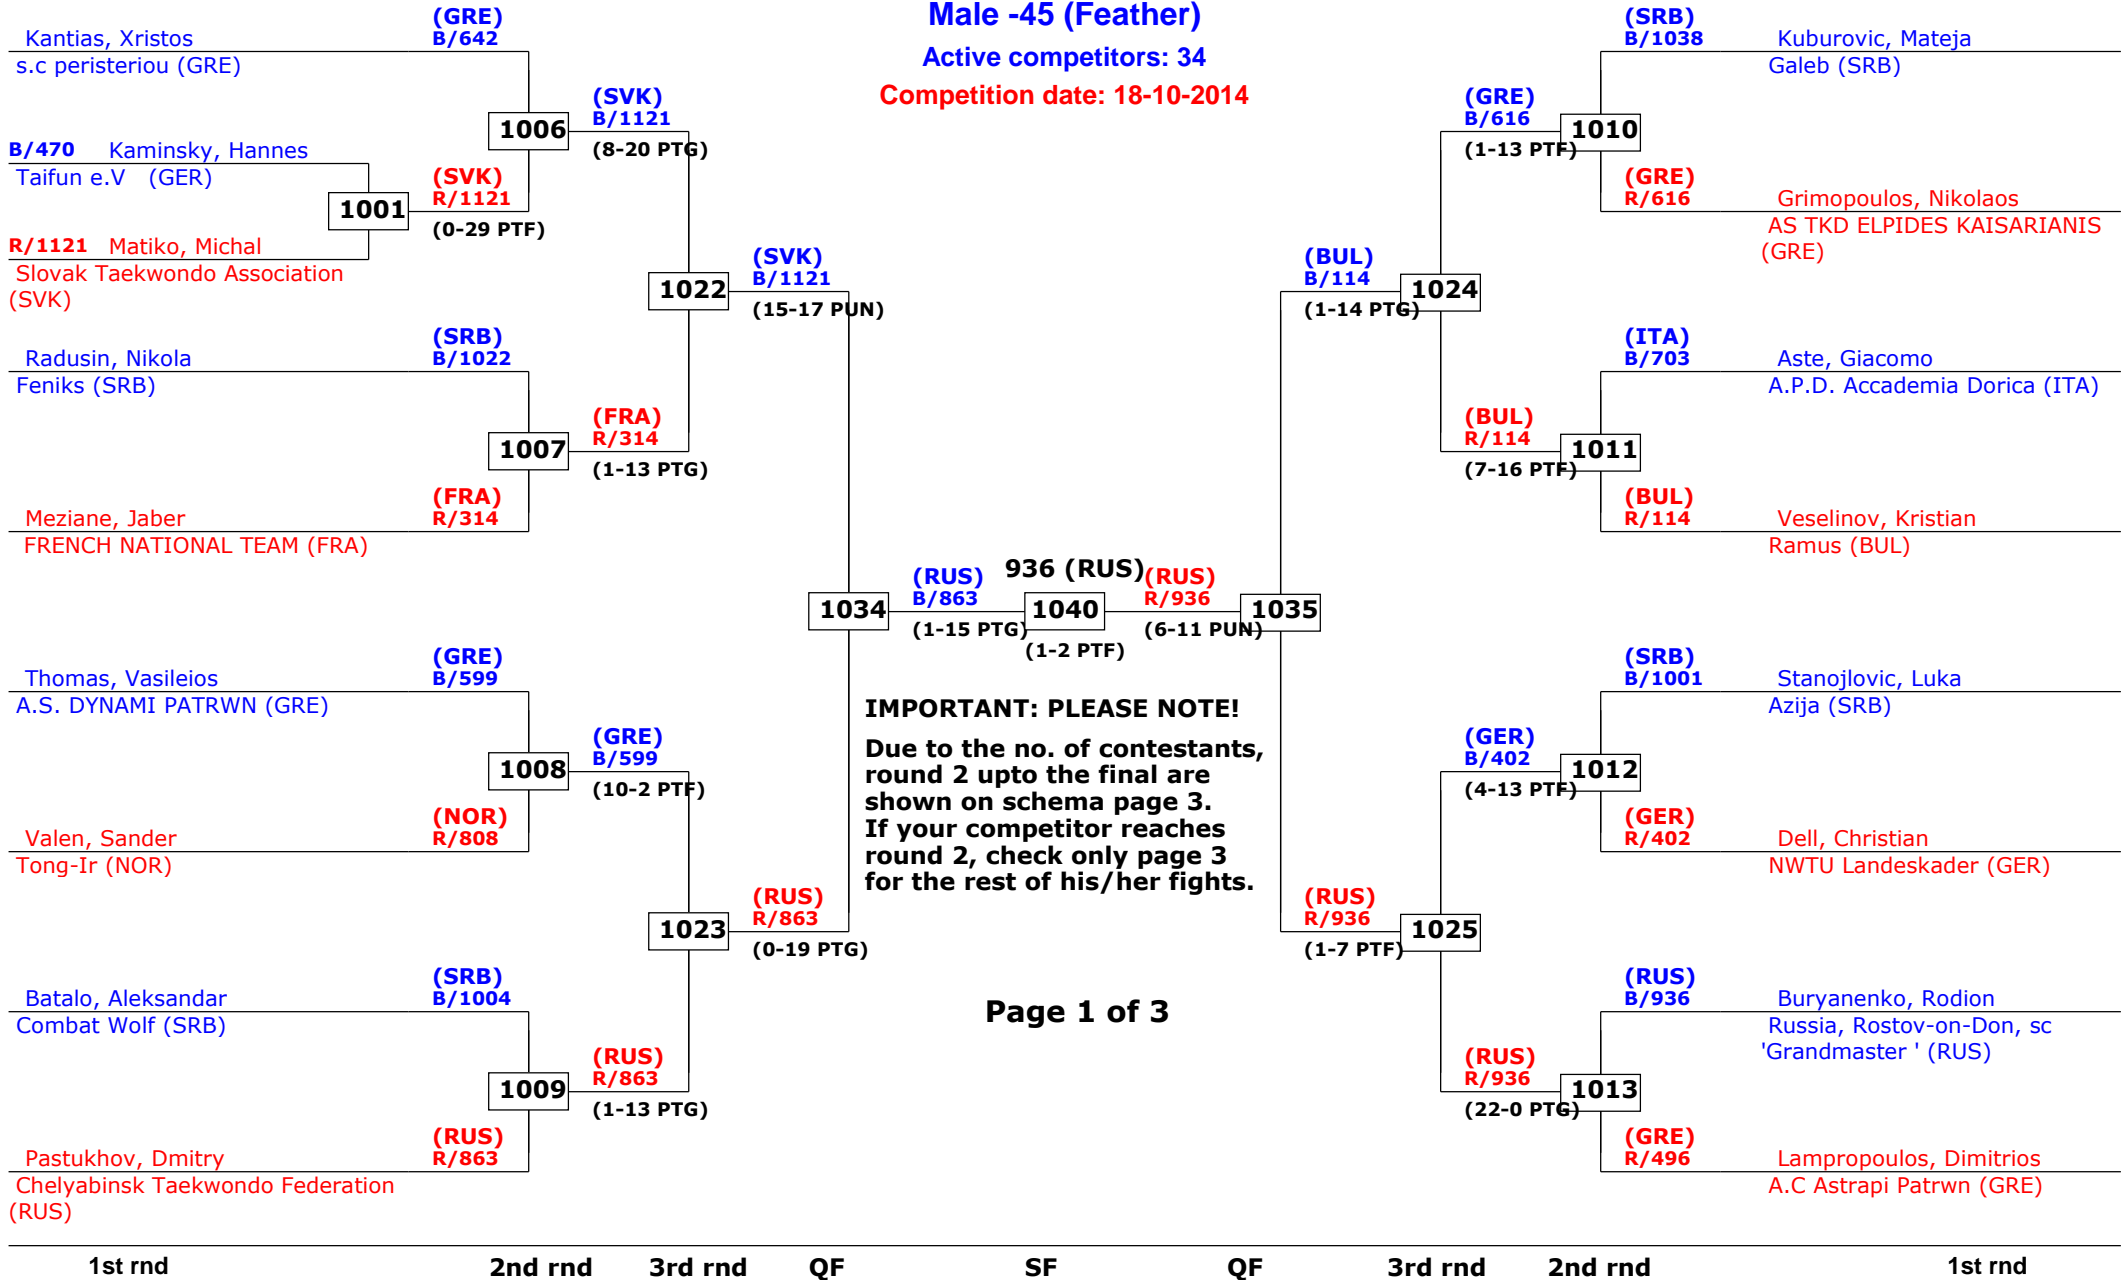 Male -45 (Feather)
Active competitors: 34
Competition date: 18-10-2014
(GRE)
B/642
Kantias, Xristos
s.c peristeriou (GRE)
1006
(SVK)
B/1121
(8-20 PTG)
B/470 Kaminsky, Hannes
Taifun e.V (GER)
1001
(SVK)
R/1121
(0-29 PTF)
R/1121 Matiko, Michal
Slovak Taekwondo Association
(SVK)
1022
(SVK)
B/1121
(15-17 PUN)
(SRB)
B/1022
Radusin, Nikola
Feniks (SRB)
1007
(FRA)
R/314
(1-13 PTG)
(FRA)
R/314
Meziane, Jaber
FRENCH NATIONAL TEAM (FRA)
1034
(RUS)
B/863
(1-15 PTG)
936 (RUS)
1040
(1-2 PTF)
(RUS)
R/936
(6-11 PUN)
1035
(GRE)
B/599
Thomas, Vasileios
A.S. DYNAMI PATRWN (GRE)
1008
(GRE)
B/599
(10-2 PTF)
(NOR)
R/808
Valen, Sander
Tong-Ir (NOR)
1023
(RUS)
R/863
(0-19 PTG)
(SRB)
B/1004
Batalo, Aleksandar
Combat Wolf (SRB)
1009
(RUS)
R/863
(1-13 PTG)
(RUS)
R/863
Pastukhov, Dmitry
Chelyabinsk Taekwondo Federation
(RUS)
IMPORTANT: PLEASE NOTE!
Due to the no. of contestants,
round 2 upto the final are
shown on schema page 3.
If your competitor reaches
round 2, check only page 3
for the rest of his/her fights.
Page 1 of 3
(SRB)
B/1038
Kuburovic, Mateja
Galeb (SRB)
(GRE)
B/616
(1-13 PTF)
1010
(GRE)
R/616
Grimopoulos, Nikolaos
AS TKD ELPIDES KAISARIANIS
(GRE)
(BUL)
B/114
(1-14 PTG)
1024
(ITA)
B/703
Aste, Giacomo
A.P.D. Accademia Dorica (ITA)
(BUL)
R/114
(7-16 PTF)
1011
(BUL)
R/114
Veselinov, Kristian
Ramus (BUL)
(SRB)
B/1001
Stanojlovic, Luka
Azija (SRB)
(GER)
B/402
(4-13 PTF)
1012
(GER)
R/402
Dell, Christian
NWTU Landeskader (GER)
(RUS)
R/936
(1-7 PTF)
1025
(RUS)
B/936
Buryanenko, Rodion
Russia, Rostov-on-Don, sc
'Grandmaster ' (RUS)
(RUS)
R/936
(22-0 PTG)
1013
(GRE)
R/496
Lampropoulos, Dimitrios
A.C Astrapi Patrwn (GRE)
1st rnd 2nd rnd 3rd rnd QF SF QF 3rd rnd 2nd rnd 1st rnd